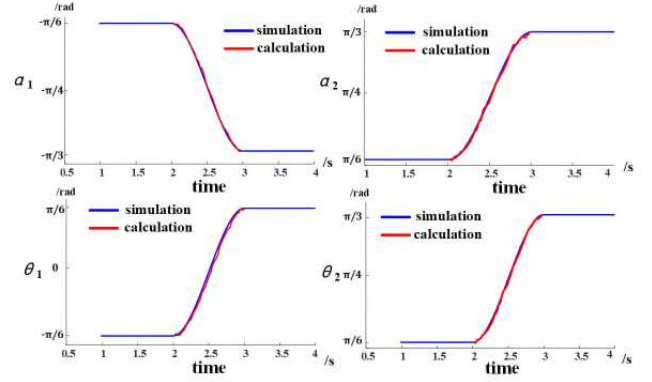 /rad
-π/6
simulation
calculation
α1
-π/4
-π/3
0.5 1 1.5 2 2.5 3 3.5 4 /s
time
/rad
π/3
simulation
calculation
α2
π/4
π/6
1 1.5 2 2.5 3 3.5 4 /s
time
/rad
π/6
simulation
calculation
θ1
0
-π/6
0.5 1 1.5 2 2.5 3 3.5 4 /s
time
/rad
π/3
simulation
calculation
θ2
π/4
π/6
0.5 1 1.5 2 2.5 3 3.5 4 /s
time